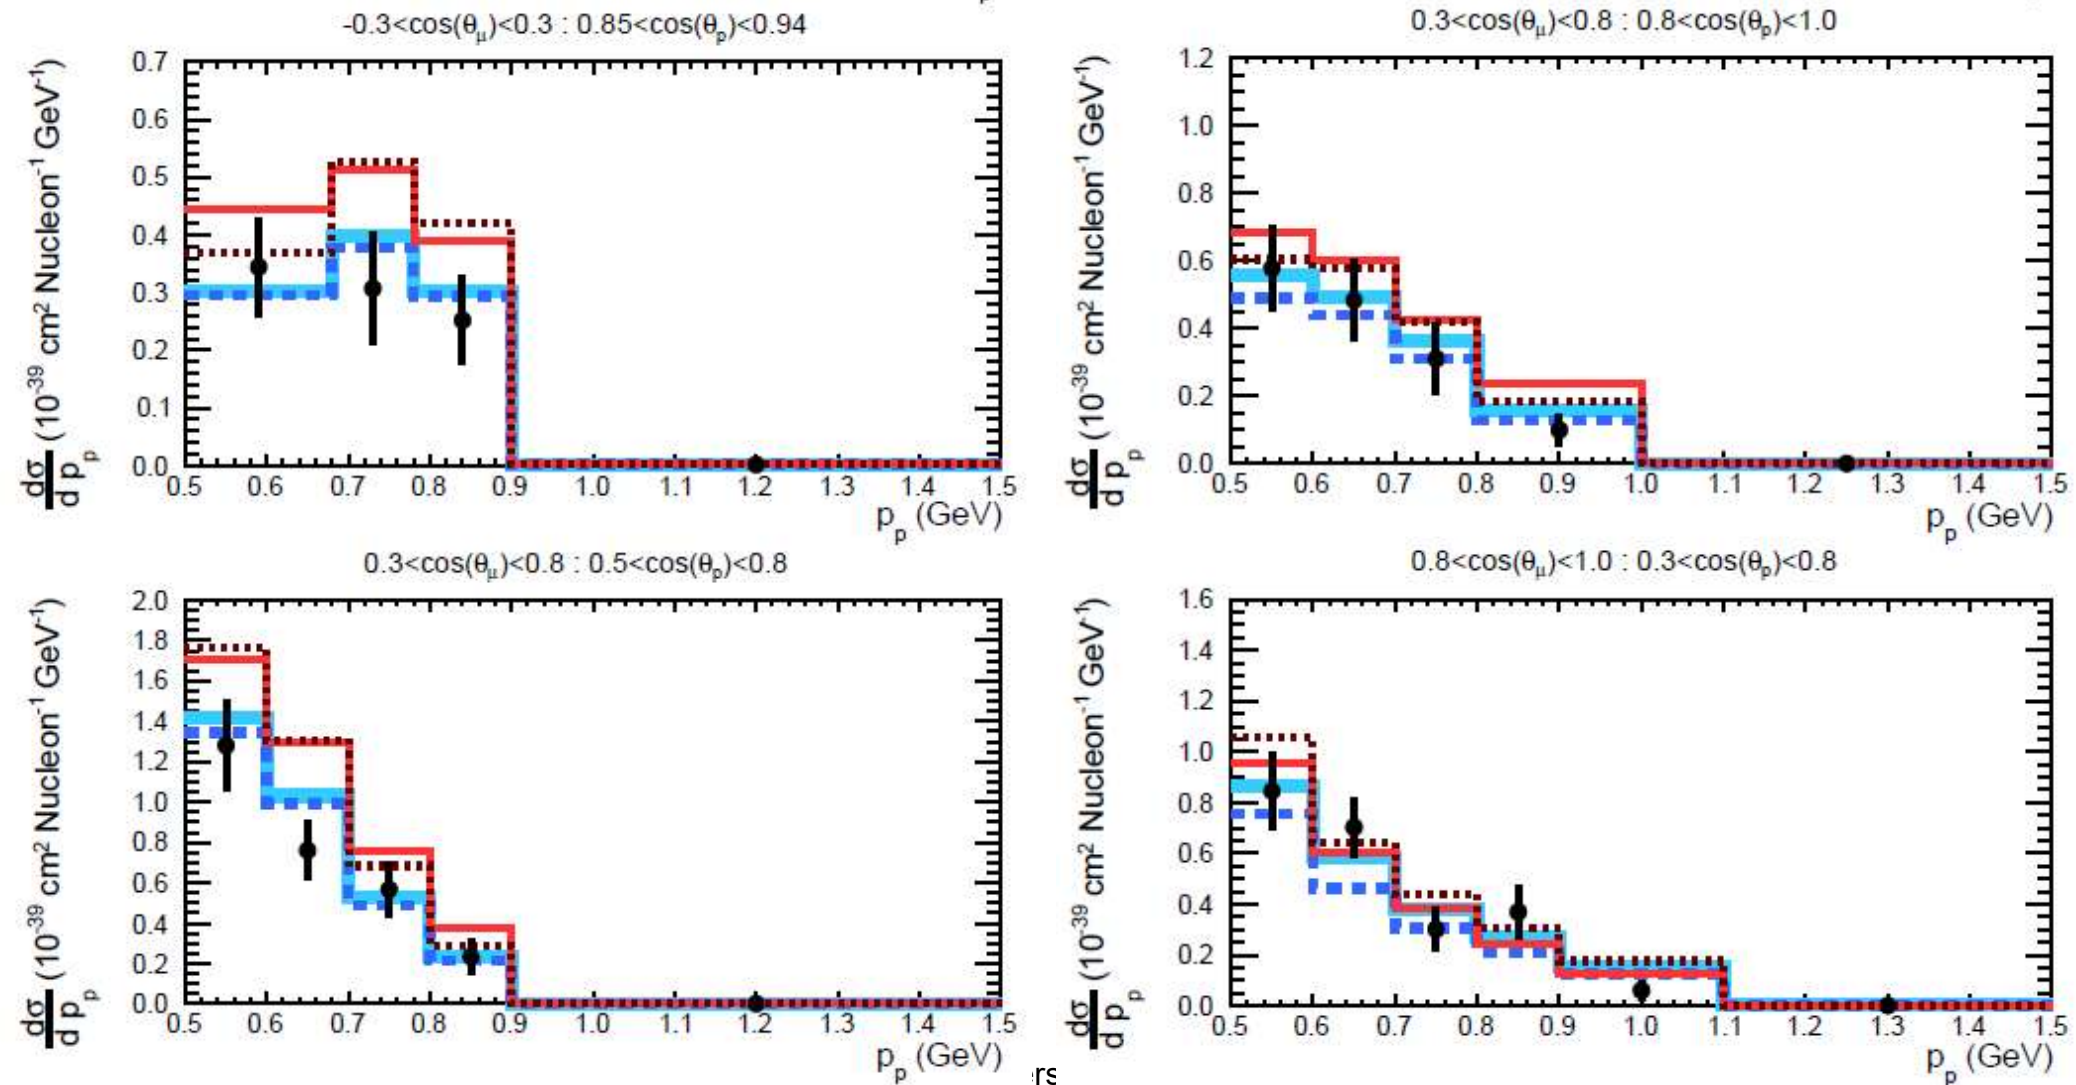 p
-0.3<cos(θμ)<0.3 : 0.85<cos(θp)<0.94
dσ
d pp
(10-39 cm2 Nucleon-1 GeV-1)
0.7
0.6
0.5
0.4
0.3
0.2
0.1
0.0
0.5 0.6 0.7 0.8 0.9 1.0 1.1 1.2 1.3 1.4 1.5
pp (GeV)
0.3<cos(θμ)<0.8 : 0.8<cos(θp)<1.0
dσ
d pp
(10-39 cm2 Nucleon-1 GeV-1)
1.2
1.0
0.8
0.6
0.4
0.2
0.0
0.5 0.6 0.7 0.8 0.9 1.0 1.1 1.2 1.3 1.4 1.5
pp (GeV)
0.3<cos(θμ)<0.8 : 0.5<cos(θp)<0.8
dσ
d pp
(10-39 cm2 Nucleon-1 GeV-1)
2.0
1.8
1.6
1.4
1.2
1.0
0.8
0.6
0.4
0.2
0.0
0.5 0.6 0.7 0.8 0.9 1.0 1.1 1.2 1.3 1.4 1.5
pp (GeV)
0.8<cos(θμ)<1.0 : 0.3<cos(θp)<0.8
dσ
d pp
(10-39 cm2 Nucleon-1 GeV-1)
1.6
1.4
1.2
1.0
0.8
0.6
0.4
0.2
0.0
0.5 0.6 0.7 0.8 0.9 1.0 1.1 1.2 1.3 1.4 1.5
pp (GeV)
ers